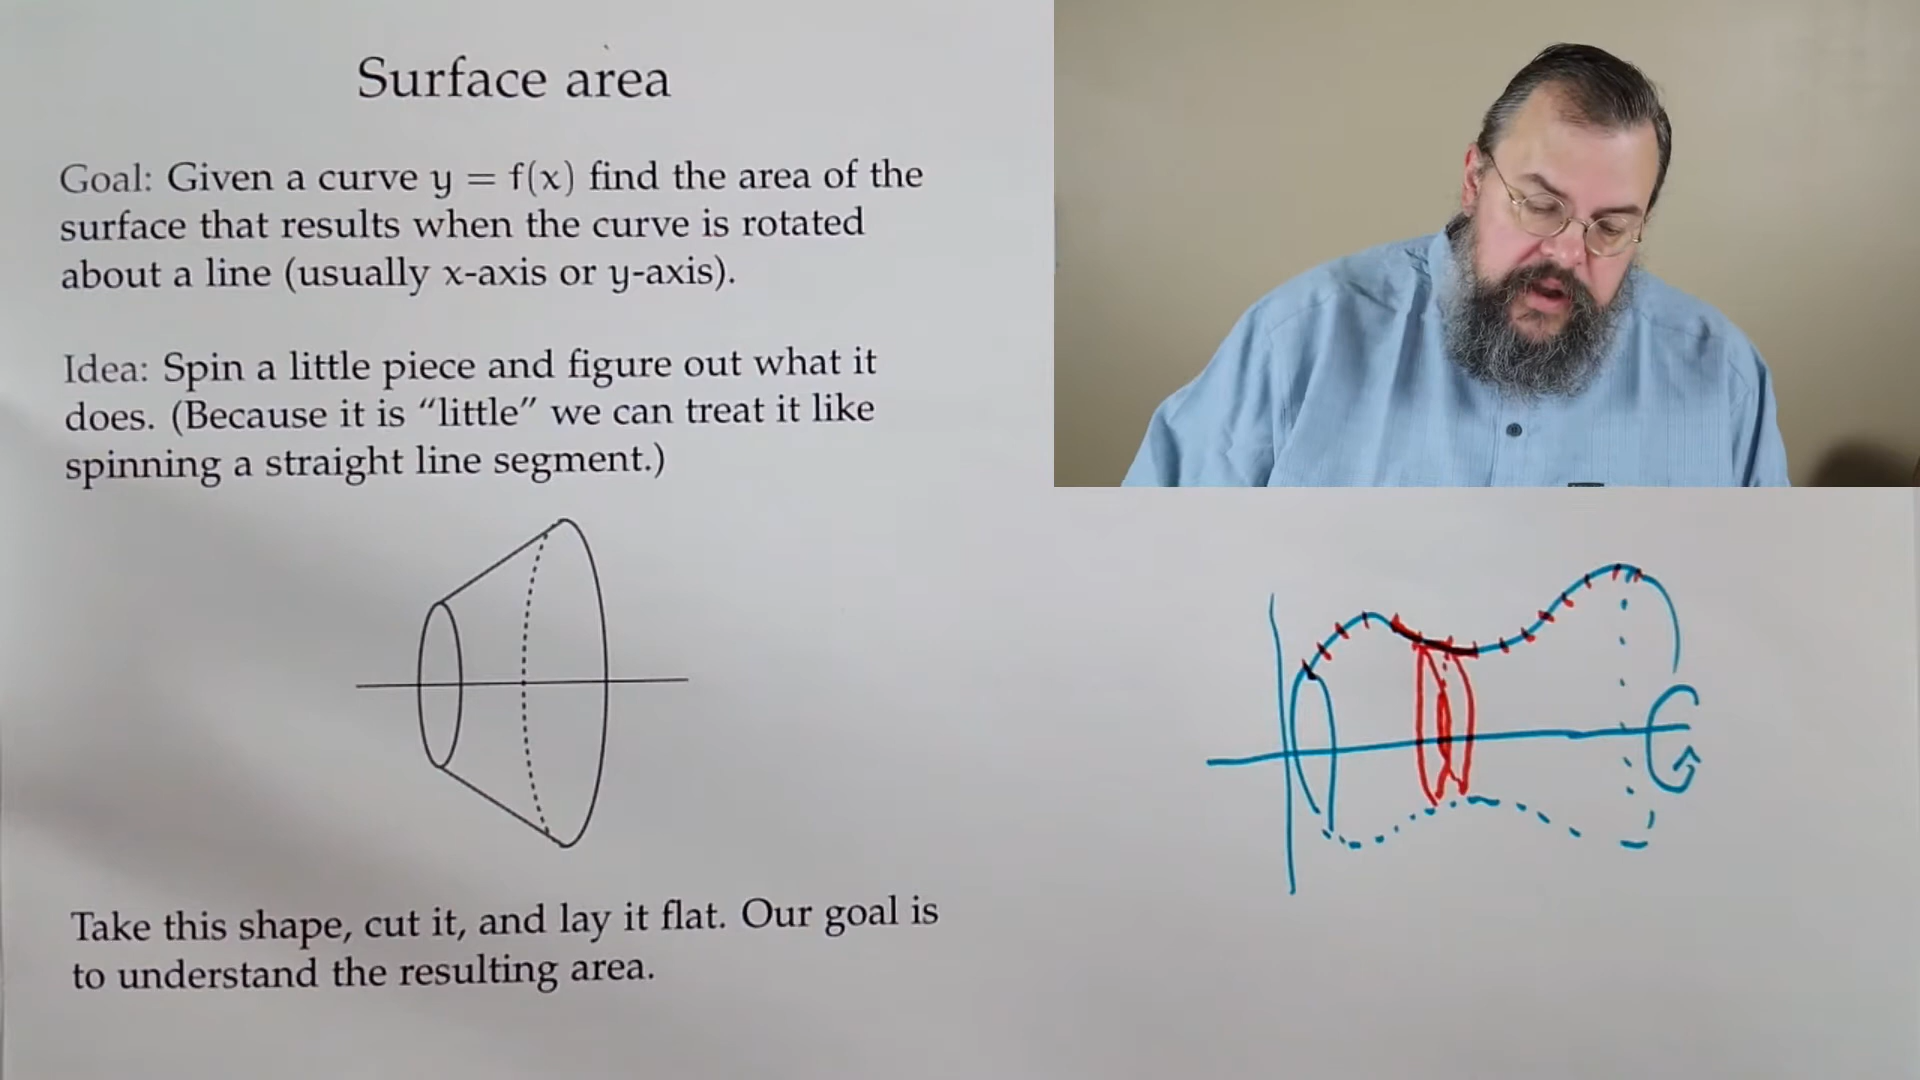 Surface area
Goal: Given a curve y = f(x) find the area of the
surface that results when the curve is rotated
about a line (usually x-axis or y-axis).
Idea: Spin a little piece and figure out what it
does. (Because it is “little” we can treat it like
spinning a straight line segment.)
Take this shape, cut it, and lay it flat. Our goal is
to understand the resulting area.